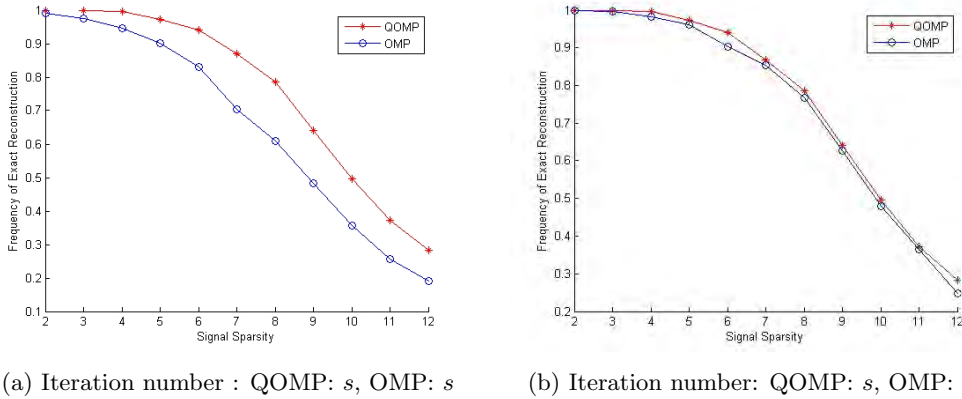 1
0.9
0.8
0.7
0.6
0.5
0.4
0.3
0.2
0.1
2 3 4 5 6 7 8 9 10 11 12
Frequency of Exact Reconstruction
Signal Sparsity
QOMP
OMP
(a) Iteration number : QOMP: s, OMP: s
1
0.9
0.8
0.7
0.6
0.5
0.4
0.3
0.2
2 3 4 5 6 7 8 9 10 11 12
Frequency of Exact Reconstruction
Signal Sparsity
QOMP
OMP
(b) Iteration number: QOMP: s, OMP: